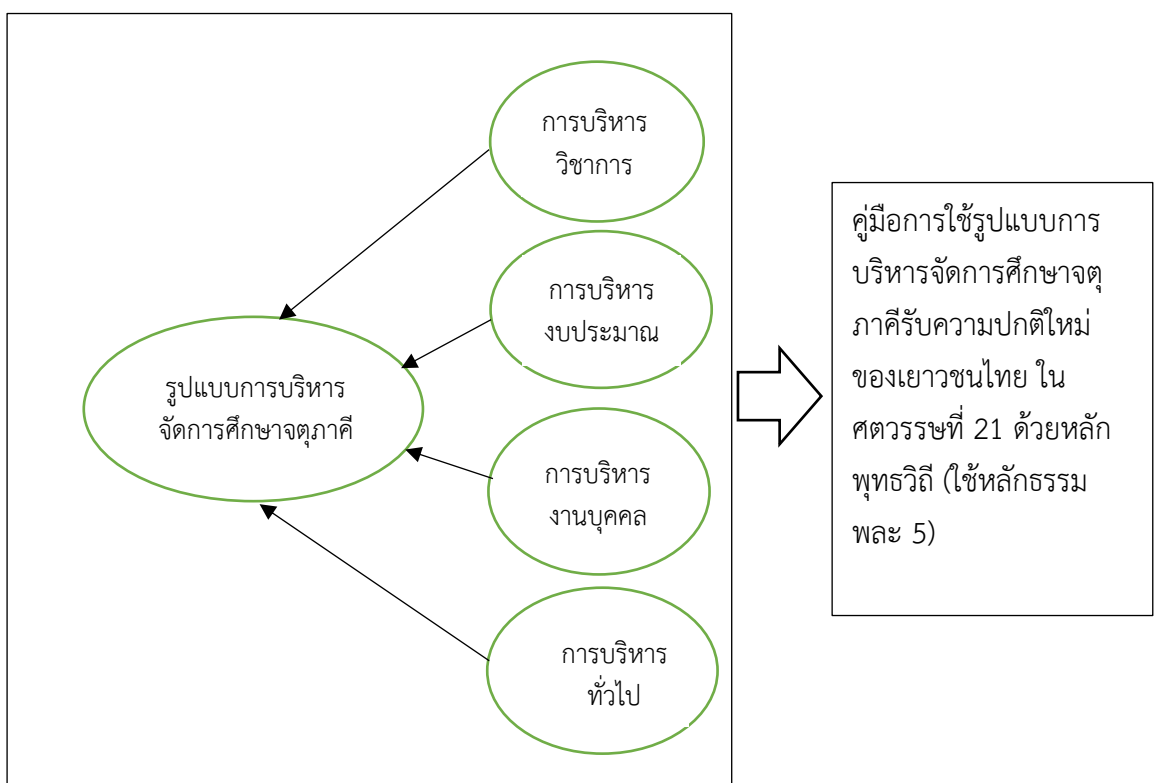 การบริหาร
วิชาการ
การบริหาร
งบประมาณ
รูปแบบการบริหาร
จัดการศึกษาจตุภาคี
การบริหาร
งานบุคคล
การบริหาร
ทั่วไป
คู่มือการใช้รูปแบบการ
บริหารจัดการศึกษาจตุ
ภาคีรับความปกติใหม่
ของเยาวชนไทย ใน
ศตวรรษที่ 21 ด้วยหลัก
พุทธวิถี (ใช้หลักธรรม
พละ 5)